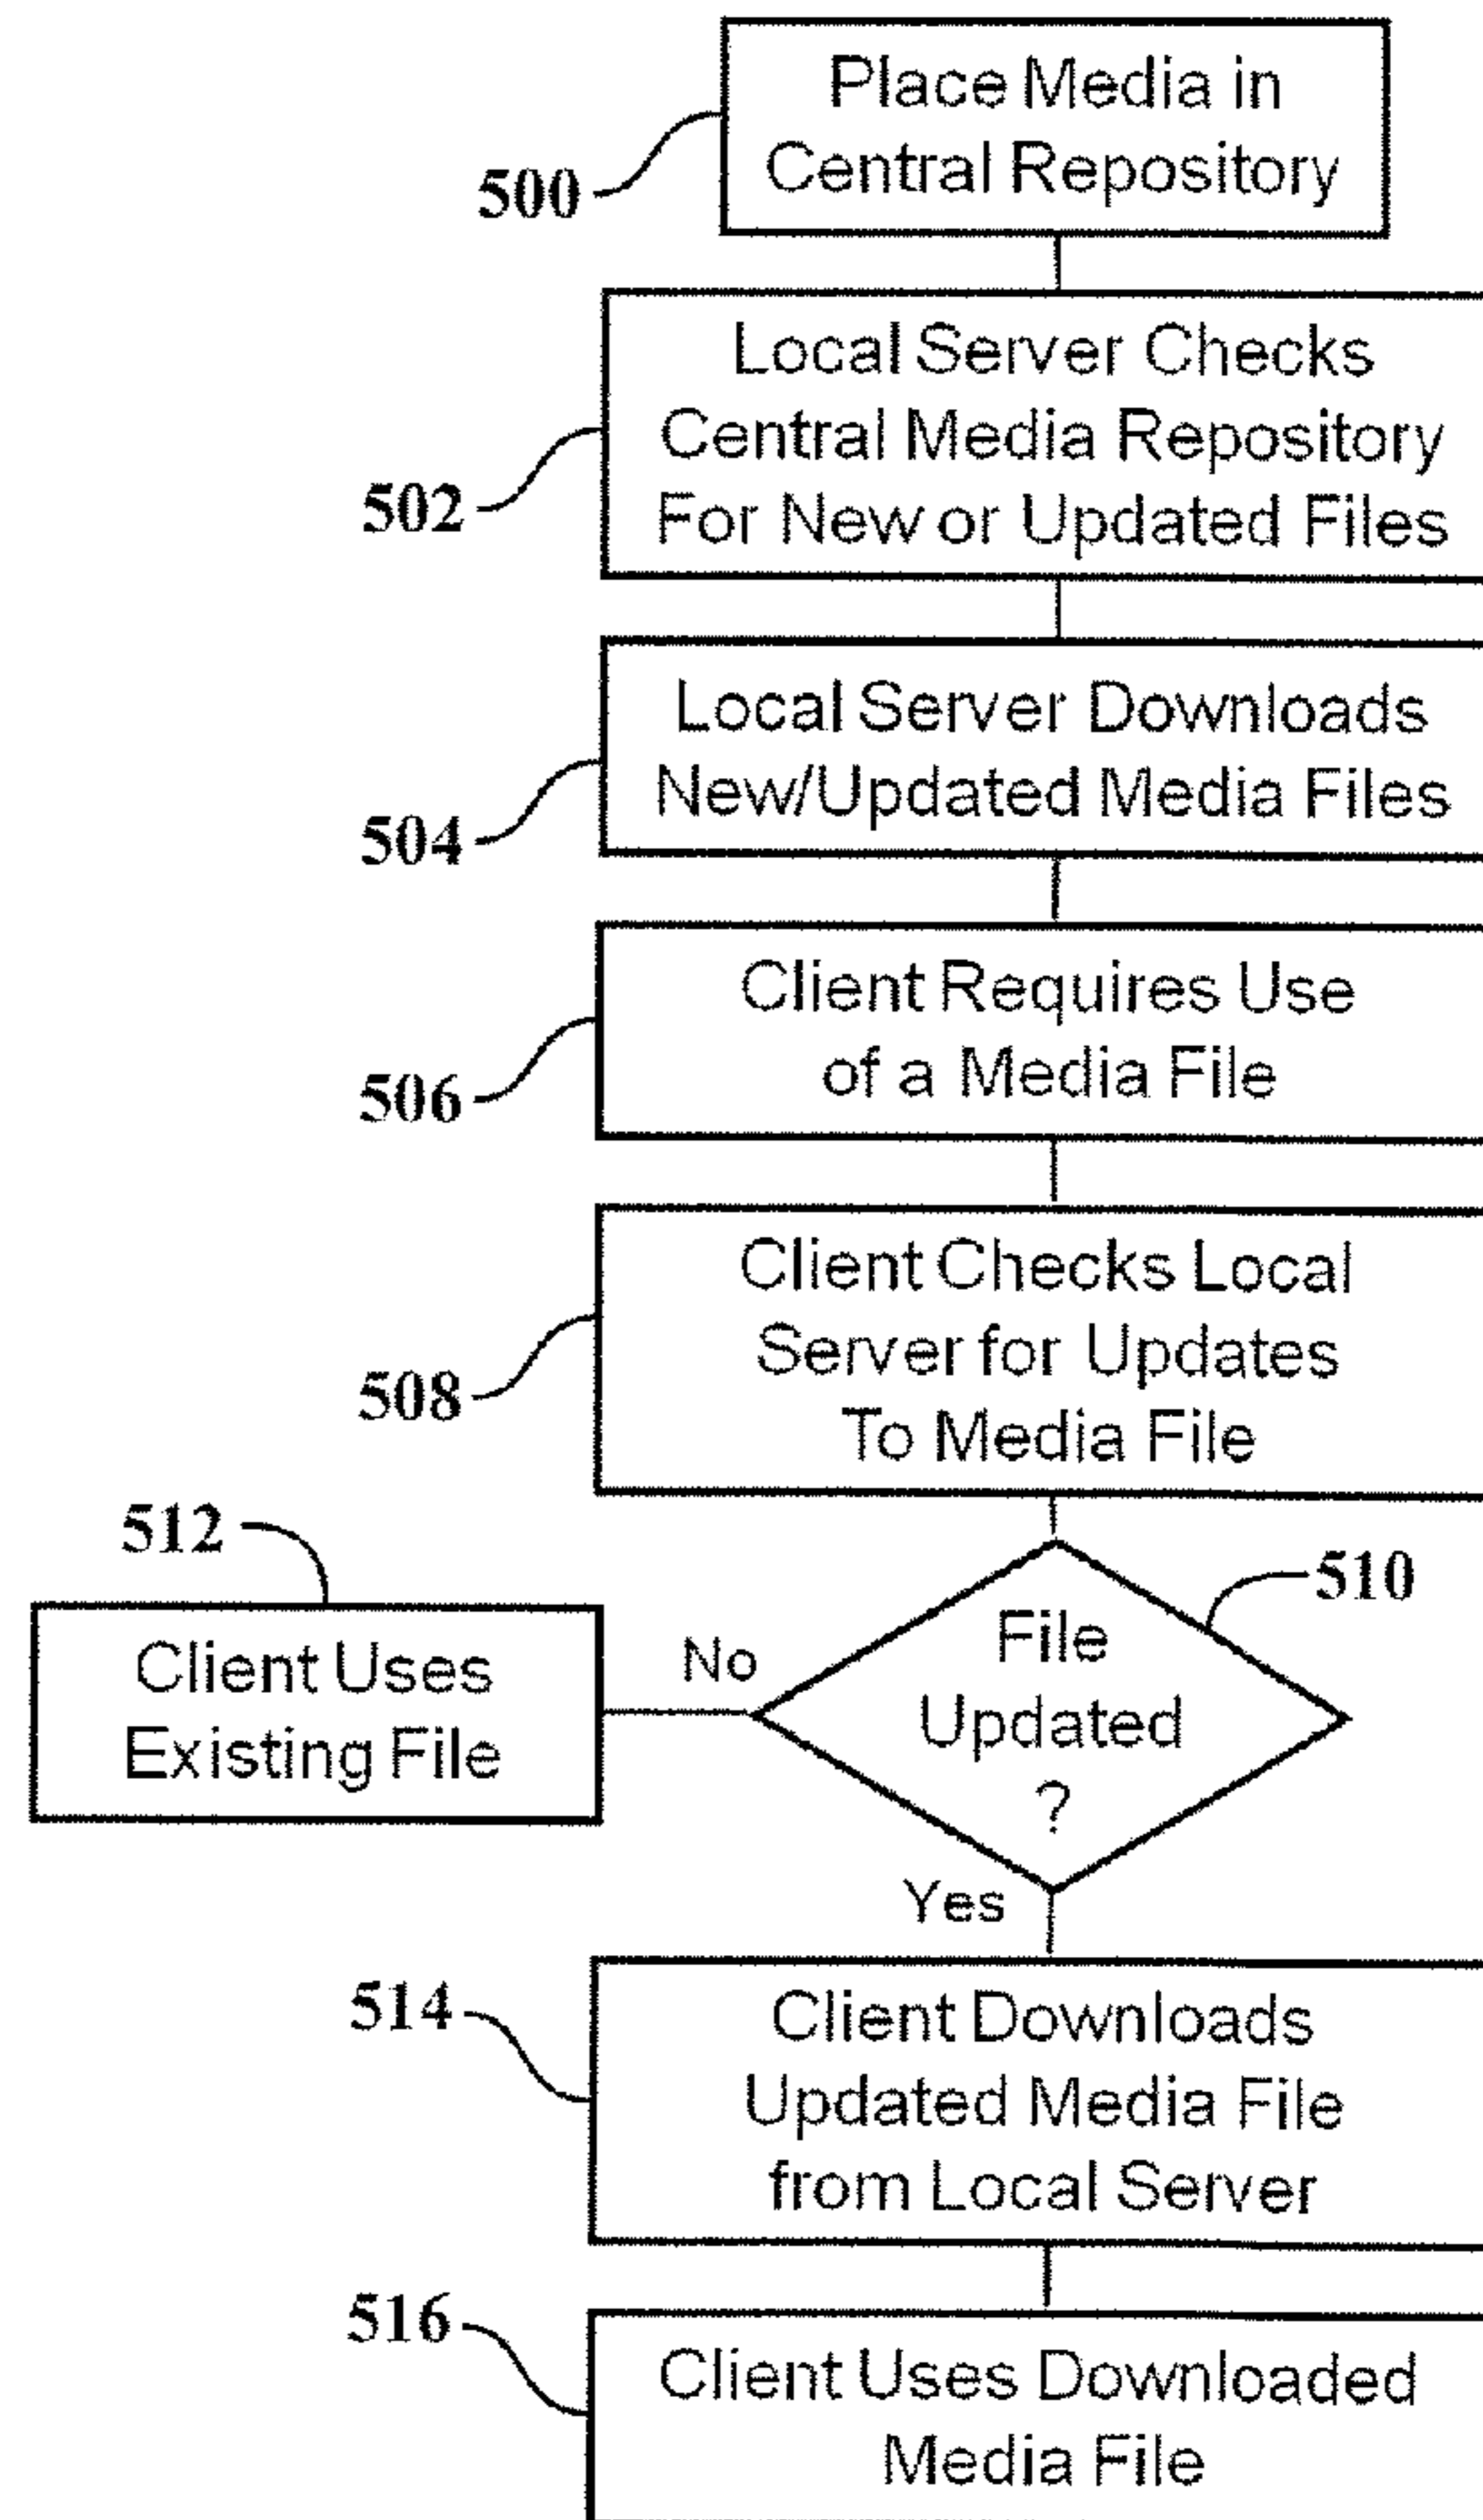 Place Media in
Central Repository
500
Local Server Checks
Central Media Repository
For New or Updated Files
502
Local Server Downloads
New/Updated Media Files
504
Client Requires Use
of a Media File
506
Client Checks Local
Server for Updates
To Media File
508
512
510
File
Updated
?
No
Client Uses
Existing File
Yes
514
Client Downloads
Updated Media File
from Local Server
516
Client Uses Downloaded
Media File